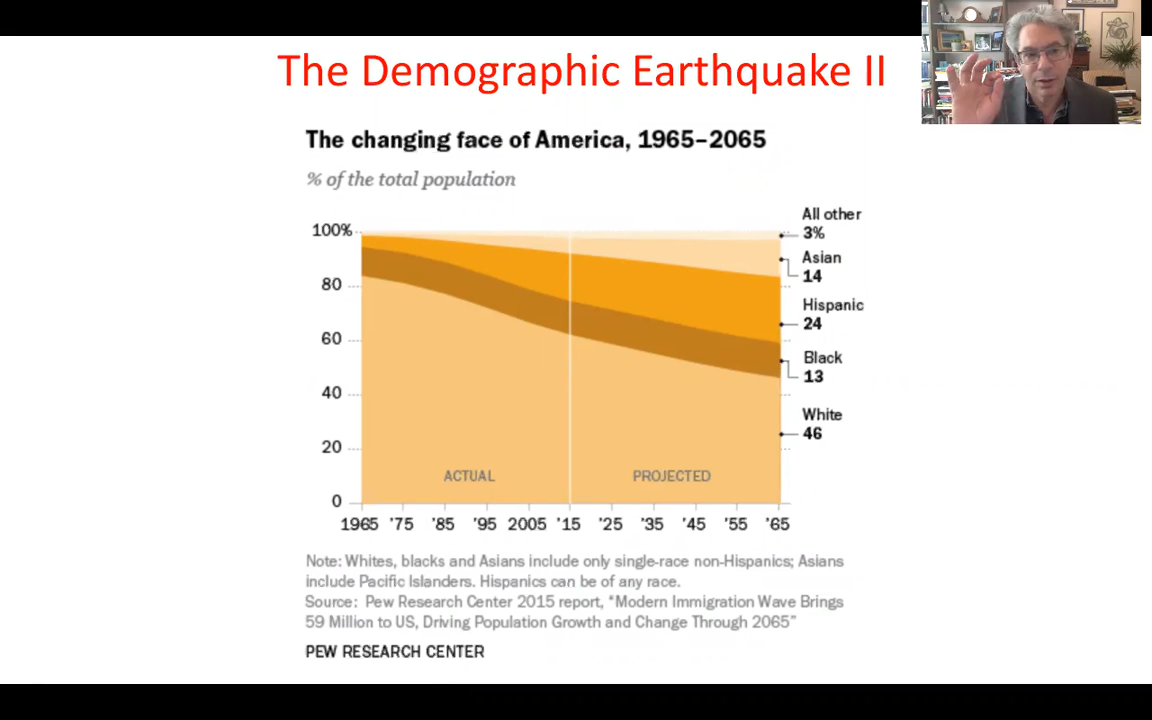 The Demographic Earthquake II
The changing face of America, 1965–2065
% of the total population
100%
80
60
40
20
0
ACTUAL
PROJECTED
All other
3%
Asian
14
Hispanic
24
Black
13
White
46
1965 '75 '85 '95 2005 '15 '25 '35 '45 '55 '65
Note: Whites, blacks and Asians include only single-race non-Hispanics; Asians
include Pacific Islanders. Hispanics can be of any race.
Source: Pew Research Center 2015 report, “Modern Immigration Wave Brings
59 Million to US, Driving Population Growth and Change Through 2065”
PEW RESEARCH CENTER